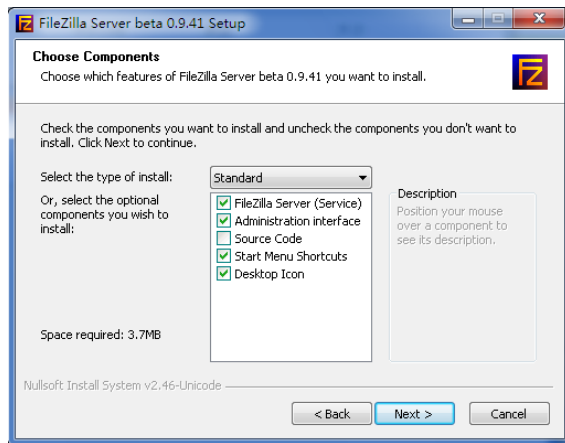 FileZilla Server beta 0.9.41 Setup
Choose Components
Choose which features of FileZilla Server beta 0.9.41 you want to install.
Check the components you want to install and uncheck the components you don't want to
install. Click Next to continue.
Select the type of install:
Standard
Or, select the optional
components you wish to
install:
FileZilla Server (Service)
Administration interface
Source Code
Start Menu Shortcuts
Desktop Icon
Description
Position your mouse
over a component to
see its description.
Space required: 3.7MB
Nullsoft Install System v2.46-Unicode
< Back
Next >
Cancel